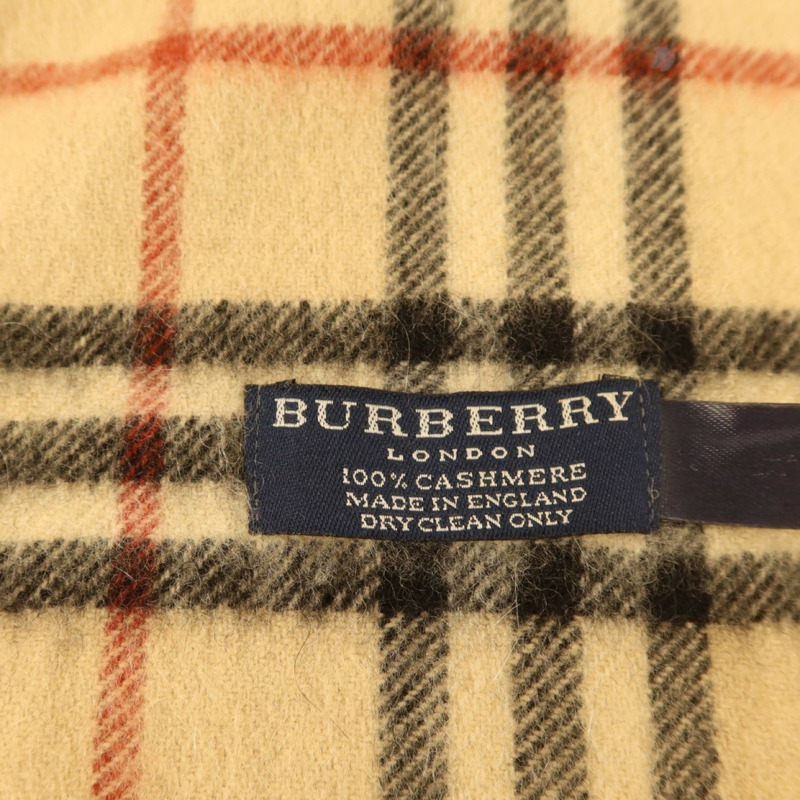 BURBERRY
LONDON
100% CASHMERE
MADE IN ENGLAND
DRY CLEAN ONLY